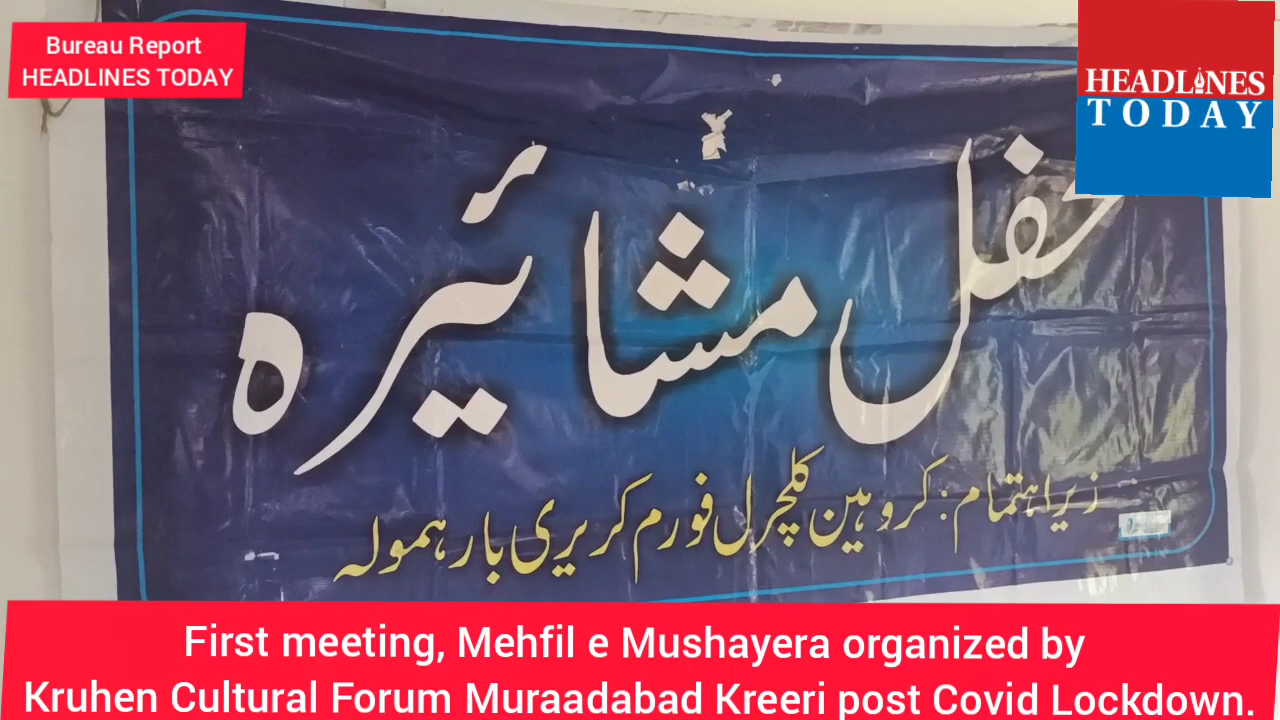 Bureau Report
HEADLINES TODAY
HEADLINES
TODAY
حفل مشائیرہ
زیر اہتمام: کروہین کلچرل فورم کریری بارہمولہ
First meeting, Mehfil e Mushayera organized by
Kruhen Cultural Forum Muraadabad Kreeri post Covid Lockdown.